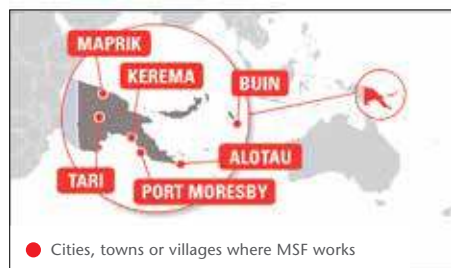 MAPRIK
KEREMA
BUIN
TARI
ALOTAU
PORT MORESBY
Cities, towns or villages where MSF works